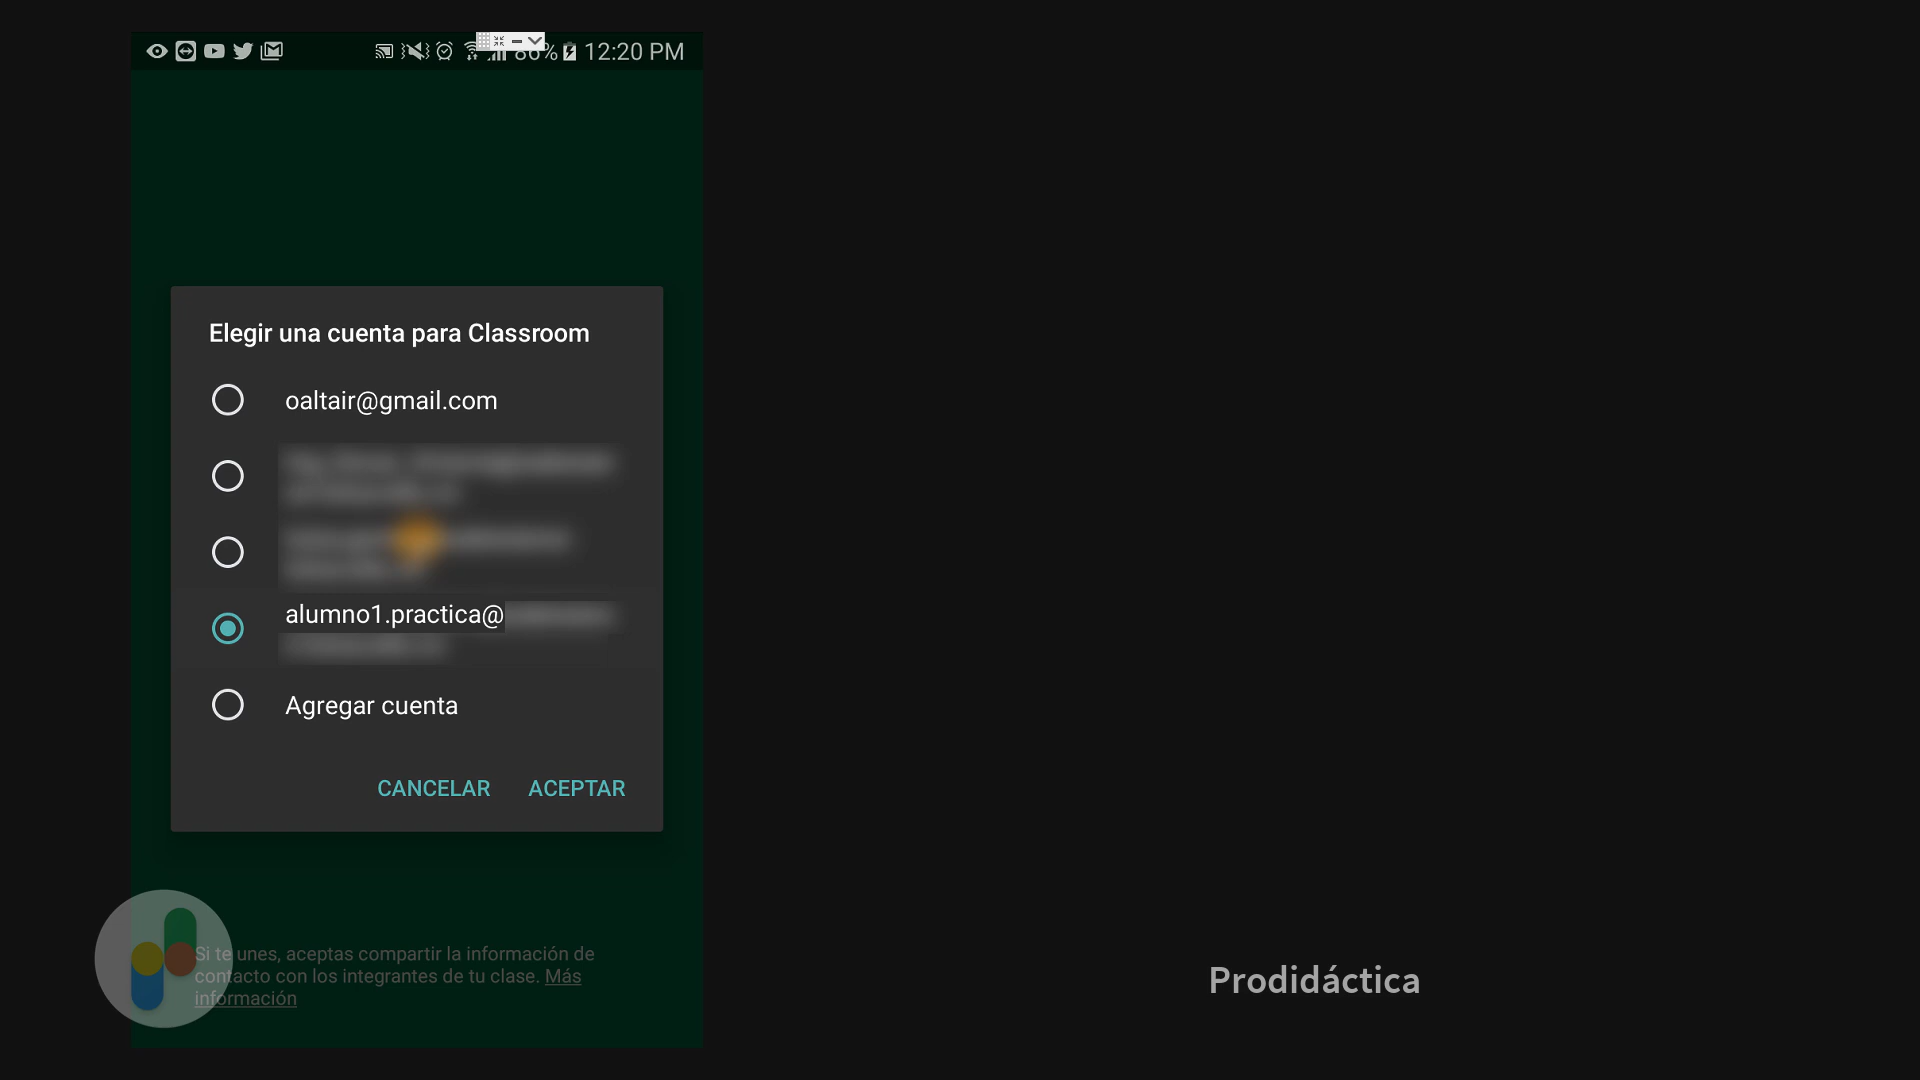 86% 12:20 PM
Elegir una cuenta para Classroom
oaltair@gmail.com
alumno1.practica@
Agregar cuenta
CANCELAR ACEPTAR
Si te unes, aceptas compartir la información de
contacto con los integrantes de tu clase. Más
información
Prodidáctica